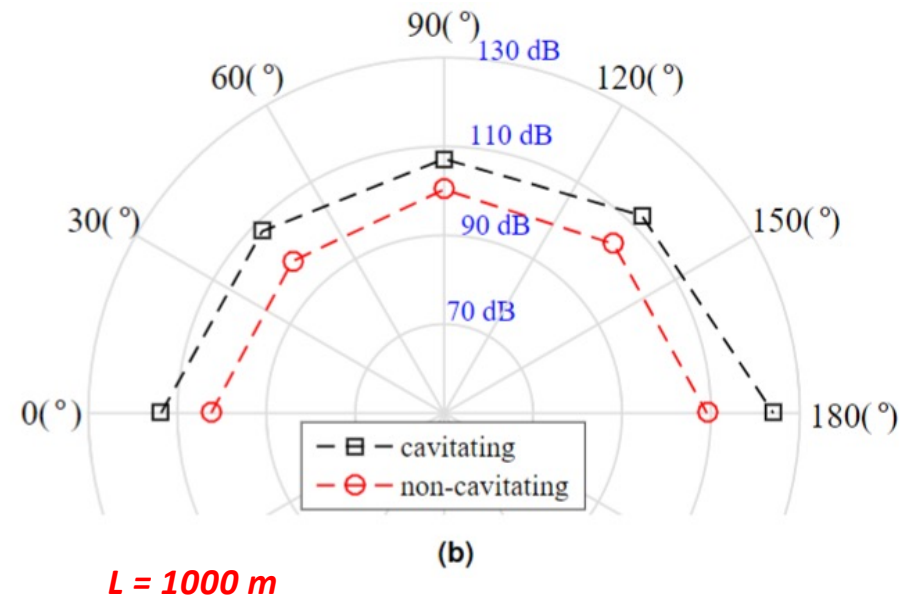 90(°)
130 dB
60(°)
120(°)
110 dB
30(°)
150(°)
90 dB
70 dB
0(°)
180(°)
cavitating
non-cavitating
(b)
L = 1000 m